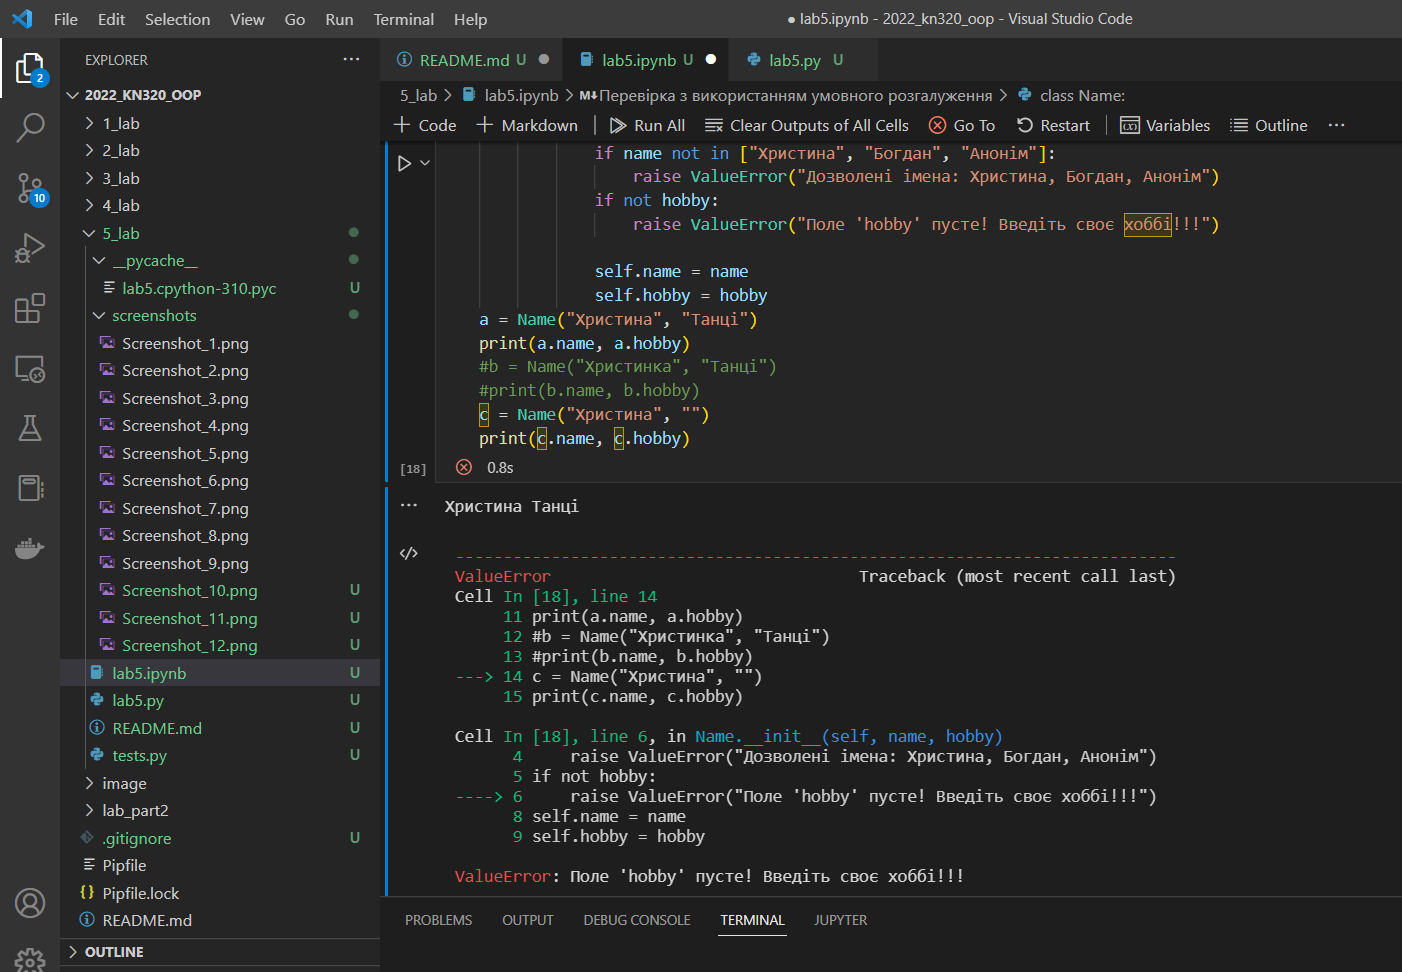 File Edit Selection View Go Run Terminal Help
● lab5.ipynb - 2022_kn320_oop - Visual Studio Code
EXPLORER ···
2022_KN320_OOP
1_lab
2_lab
3_lab
4_lab
5_lab
__pycache__
lab5.cpython-310.pyc U
screenshots
Screenshot_1.png
Screenshot_2.png
Screenshot_3.png
Screenshot_4.png
Screenshot_5.png
Screenshot_6.png
Screenshot_7.png
Screenshot_8.png
Screenshot_9.png
Screenshot_10.png U
Screenshot_11.png U
Screenshot_12.png U
lab5.ipynb U
lab5.py U
README.md U
tests.py U
image
lab_part2
.gitignore U
Pipfile
Pipfile.lock
README.md
OUTLINE
2
10
README.md U ● lab5.ipynb U ● lab5.py U
5_lab > lab5.ipynb > M↓Перевірка з використанням умовного розгалуження > class Name:
+ Code + Markdown | Run All Clear Outputs of All Cells Go To Restart | Variables Outline ···
if name not in ["Христина", "Богдан", "Анонім"]:
raise ValueError("Дозволені імена: Христина, Богдан, Анонім")
if not hobby:
raise ValueError("Поле 'hobby' пусте! Введіть своє хоббі!!!")
self.name = name
self.hobby = hobby
a = Name("Христина", "Танці")
print(a.name, a.hobby)
#b = Name("Христинка", "Танці")
#print(b.name, b.hobby)
c = Name("Христина", "")
print(c.name, c.hobby)
[18] 0.8s
··· Христина Танці
---------------------------------------------------------------------------
ValueError Traceback (most recent call last)
Cell In [18], line 14
11 print(a.name, a.hobby)
12 #b = Name("Христинка", "Танці")
13 #print(b.name, b.hobby)
---> 14 c = Name("Христина", "")
15 print(c.name, c.hobby)
Cell In [18], line 6, in Name.__init__(self, name, hobby)
4 raise ValueError("Дозволені імена: Христина, Богдан, Анонім")
5 if not hobby:
----> 6 raise ValueError("Поле 'hobby' пусте! Введіть своє хоббі!!!")
8 self.name = name
9 self.hobby = hobby
ValueError: Поле 'hobby' пусте! Введіть своє хоббі!!!
PROBLEMS OUTPUT DEBUG CONSOLE TERMINAL JUPYTER